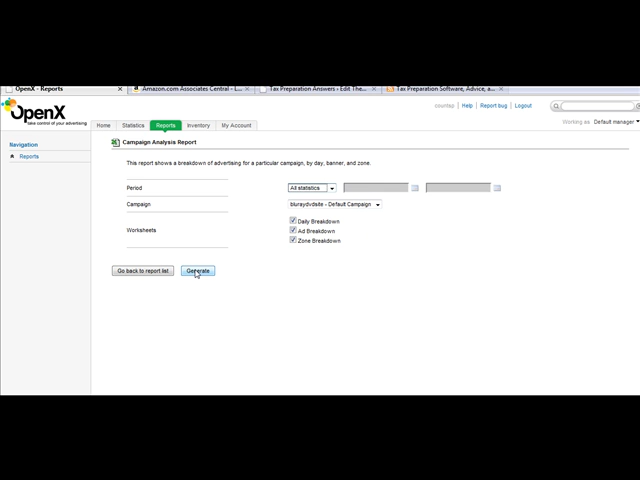 OpenX - Reports
Amazon.com Associates Central - L...
Tax Preparation Answers › Edit The...
Tax Preparation Software, Advice, a...
OpenX
take control of your advertising
Help
Report bug
Logout
Home
Statistics
Reports
Inventory
My Account
Working as
Default manager
Navigation
Reports
Campaign Analysis Report
This report shows a breakdown of advertising for a particular campaign, by day, banner, and zone.
Period
All statistics
Campaign
bluraydvdsite - Default Campaign
Worksheets
Daily Breakdown
Ad Breakdown
Zone Breakdown
Go back to report list
Generate